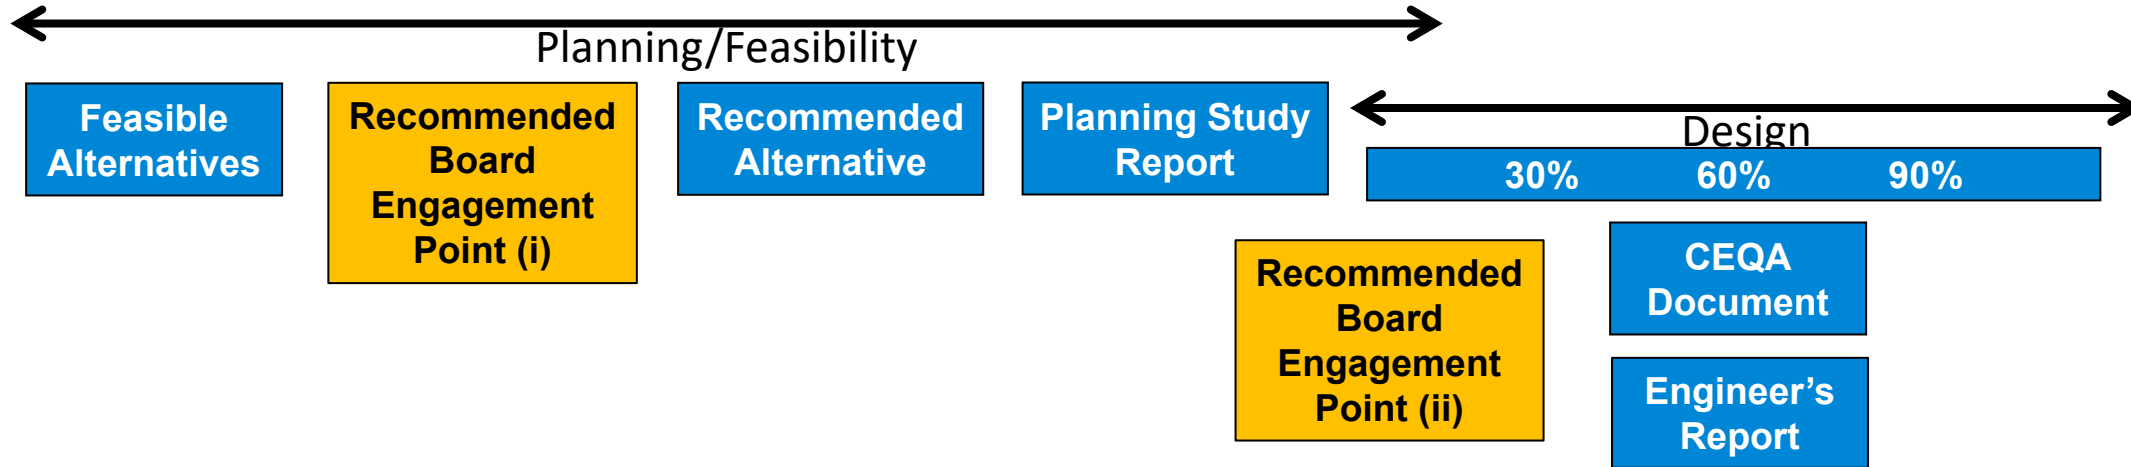 Planning/Feasibility
Feasible
Alternatives
Recommended
Board
Engagement
Point (i)
Recommended
Alternative
Planning Study
Report
Design
30% 60% 90%
Recommended
Board
Engagement
Point (ii)
CEQA
Document
Engineer’s
Report